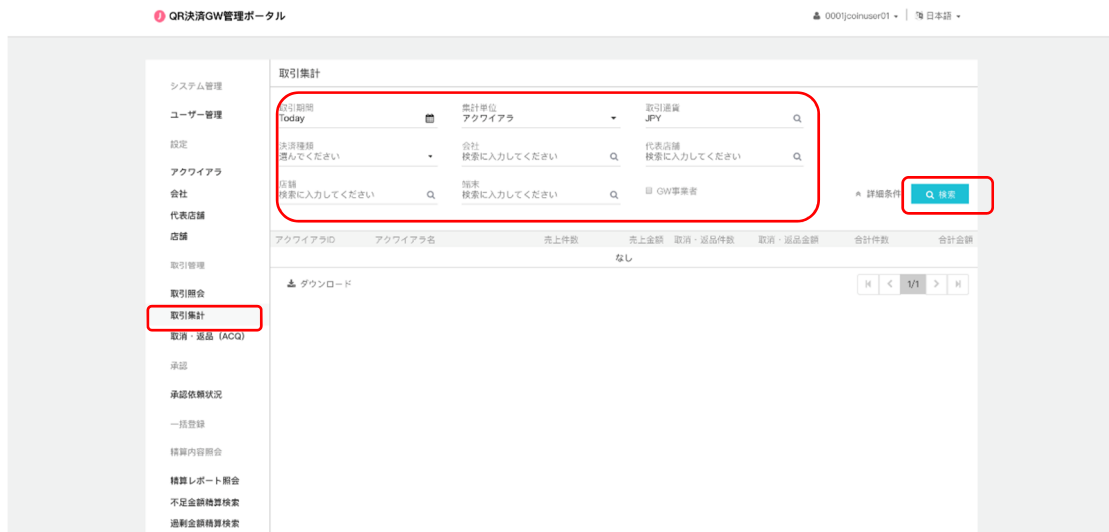 QR決済GW管理ポータル
0001jcoinuser01
日本語
システム管理
ユーザー管理
設定
アクワイアラ
会社
代表店舗
店舗
取引管理
取引照会
取引集計
取消・返品（ACQ）
承認
承認依頼状況
一括登録
精算内容照会
精算レポート照会
不足金額精算検索
過剰金額精算検索
取引集計
取引期間
Today
集計単位
アクワイアラ
取引通貨
JPY
決済種類
選んでください
会社
検索に入力してください
代表店舗
検索に入力してください
店舗
検索に入力してください
端末
検索に入力してください
GW事業者
詳細条件
検索
アクワイアラID アクワイアラ名 売上件数 売上金額 取消・返品件数 取消・返品金額 合計件数 合計金額
なし
ダウンロード
1/1